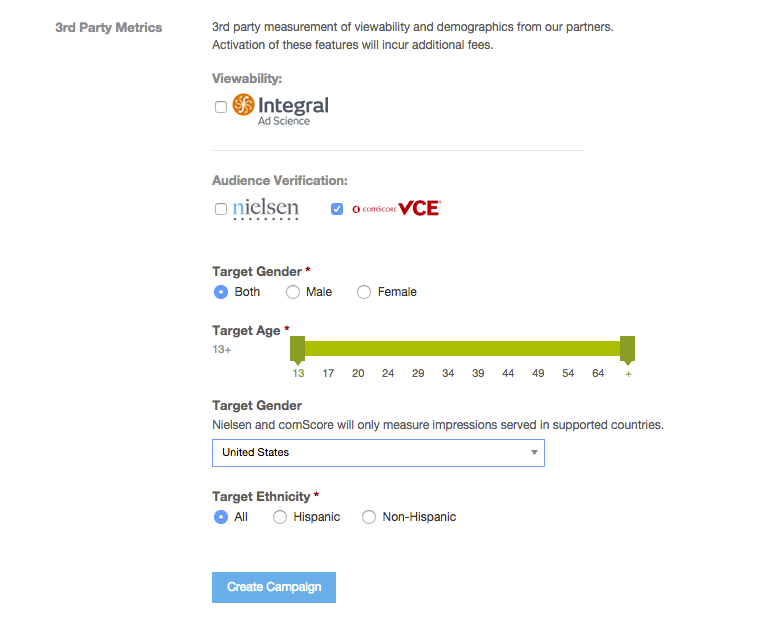 3rd Party Metrics
3rd party measurement of viewability and demographics from our partners.
Activation of these features will incur additional fees.
Viewability:
Integral
Ad Science
Audience Verification:
nielsen
comScore VCE
Target Gender *
Both Male Female
Target Age *
13+
13 17 20 24 29 34 39 44 49 54 64 +
Target Gender
Nielsen and comScore will only measure impressions served in supported countries.
United States
Target Ethnicity *
All Hispanic Non-Hispanic
Create Campaign